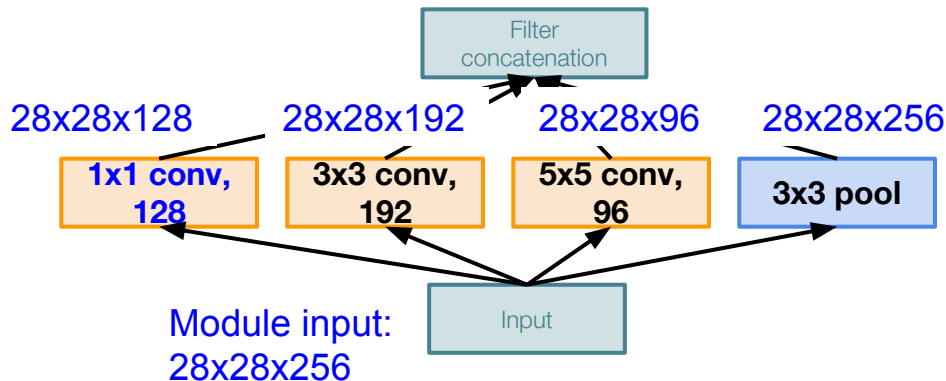 Filter
concatenation
28x28x128
28x28x192
28x28x96
28x28x256
1x1 conv,
128
3x3 conv,
192
5x5 conv,
96
3x3 pool
Input
Module input:
28x28x256